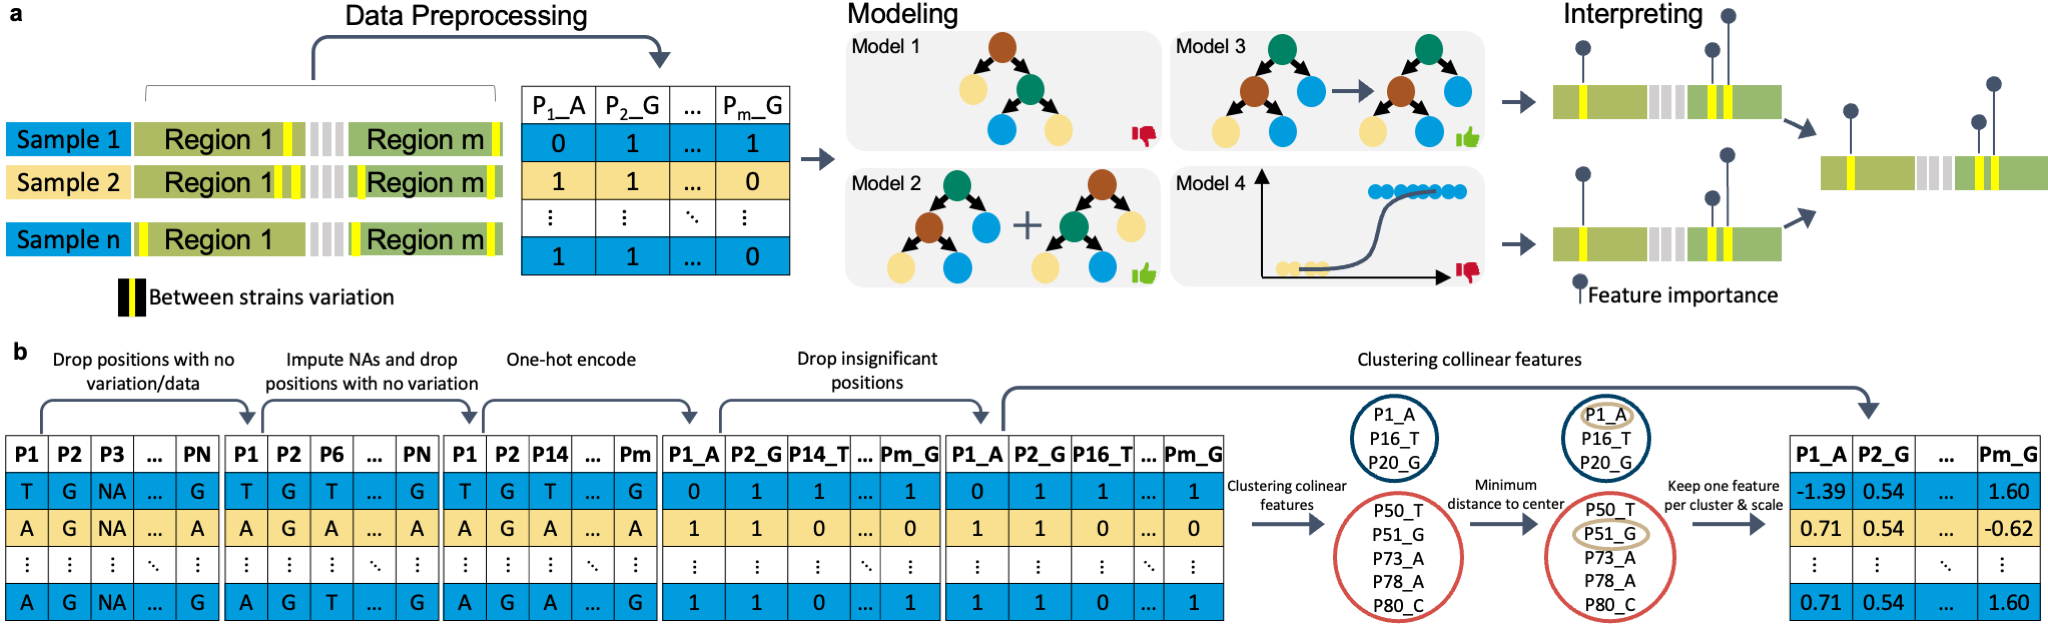 a
Data Preprocessing
Modeling
Interpreting
Sample 1 Region 1 Region m
Sample 2 Region 1 Region m
Sample n Region 1 Region m
Between strains variation
P1_A P2_G ... Pm_G
0 1 ... 1
1 1 ... 0
⋮ ⋮ ⋱ ⋮
1 1 ... 0
Model 1
Model 2
+
Model 3
Model 4
Feature importance
b
Drop positions with no
variation/data
Impute NAs and drop
positions with no variation
One-hot encode
Drop insignificant
positions
Clustering collinear features
P1 P2 P3 ... PN
T G NA ... G
A G NA ... A
⋮ ⋮ ⋮ ⋱ ⋮
A G NA ... G
P1 P2 P6 ... PN
T G T ... G
A G A ... A
⋮ ⋮ ⋮ ⋱ ⋮
A G T ... G
P1 P2 P14 ... Pm
T G T ... G
A G A ... A
⋮ ⋮ ⋮ ⋱ ⋮
A G A ... G
P1_A P2_G P14_T ... Pm_G
0 1 1 ... 1
1 1 0 ... 0
⋮ ⋮ ⋮ ⋱ ⋮
1 1 0 ... 1
P1_A P2_G P16_T ... Pm_G
0 1 1 ... 1
1 1 0 ... 0
⋮ ⋮ ⋮ ⋱ ⋮
1 1 0 ... 1
Clustering colinear
features
P1_A
P16_T
P20_G
P50_T
P51_G
P73_A
P78_A
P80_C
Minimum
distance to center
P1_A
P16_T
P20_G
P50_T
P51_G
P73_A
P78_A
P80_C
Keep one feature
per cluster & scale
P1_A P2_G ... Pm_G
-1.39 0.54 ... 1.60
0.71 0.54 ... -0.62
⋮ ⋮ ⋱ ⋮
0.71 0.54 ... 1.60